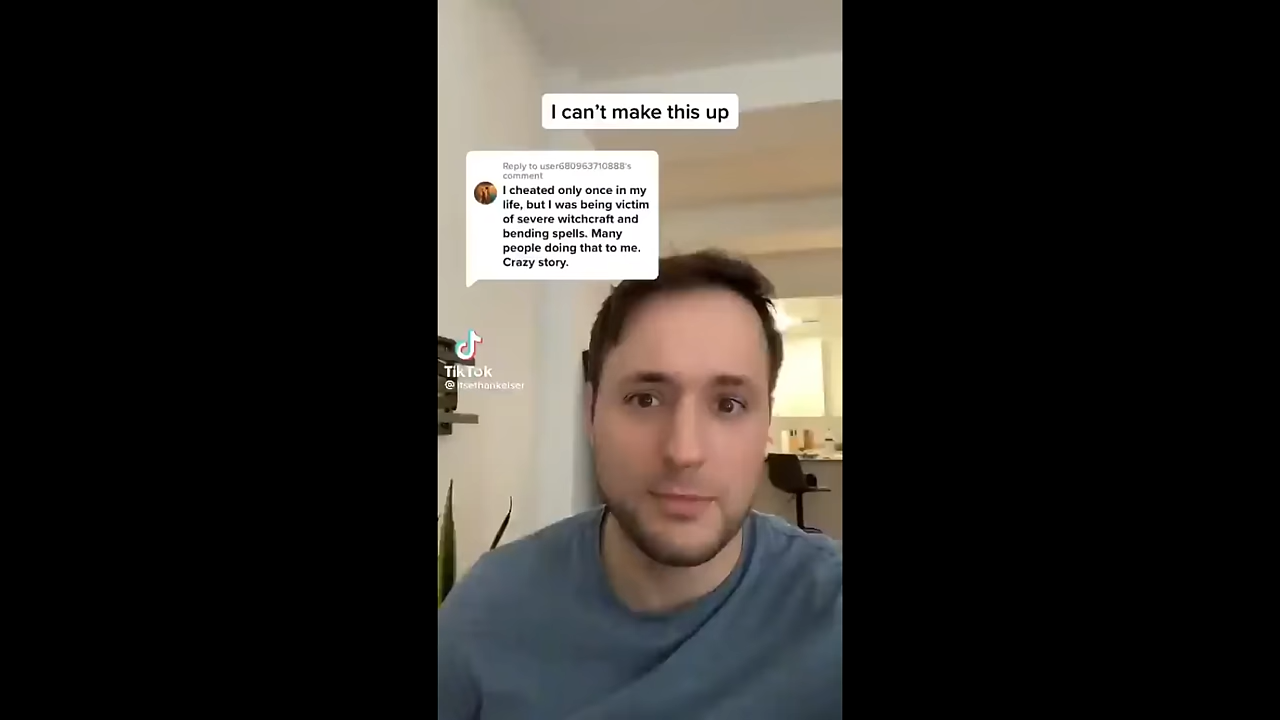 I can't make this up
Reply to user680963710888's
comment
I cheated only once in my
life, but I was being victim
of severe witchcraft and
bending spells. Many
people doing that to me.
Crazy story.
TikTok
@itsethankeiser